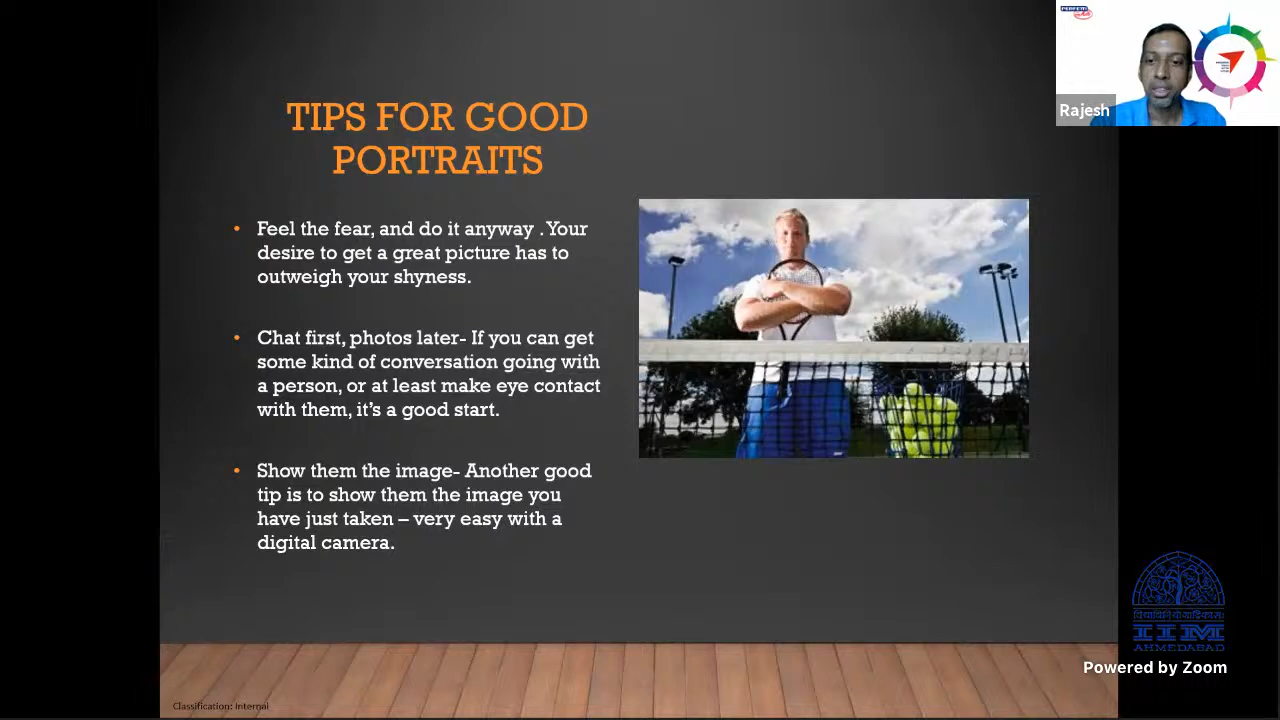 PERFETTI
TIPS FOR GOOD
PORTRAITS
Rajesh
Feel the fear, and do it anyway . Your
desire to get a great picture has to
outweigh your shyness.
Chat first, photos later- If you can get
some kind of conversation going with
a person, or at least make eye contact
with them, it’s a good start.
Show them the image- Another good
tip is to show them the image you
have just taken – very easy with a
digital camera.
IIM
AHMEDABAD
Powered by Zoom
Classification: Internal